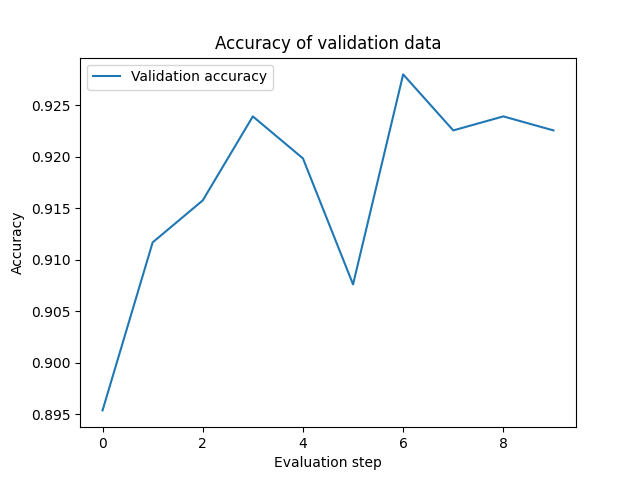 Accuracy of validation data
Validation accuracy
0.925
0.920
0.915
0.910
0.905
0.900
0.895
Accuracy
0 2 4 6 8
Evaluation step